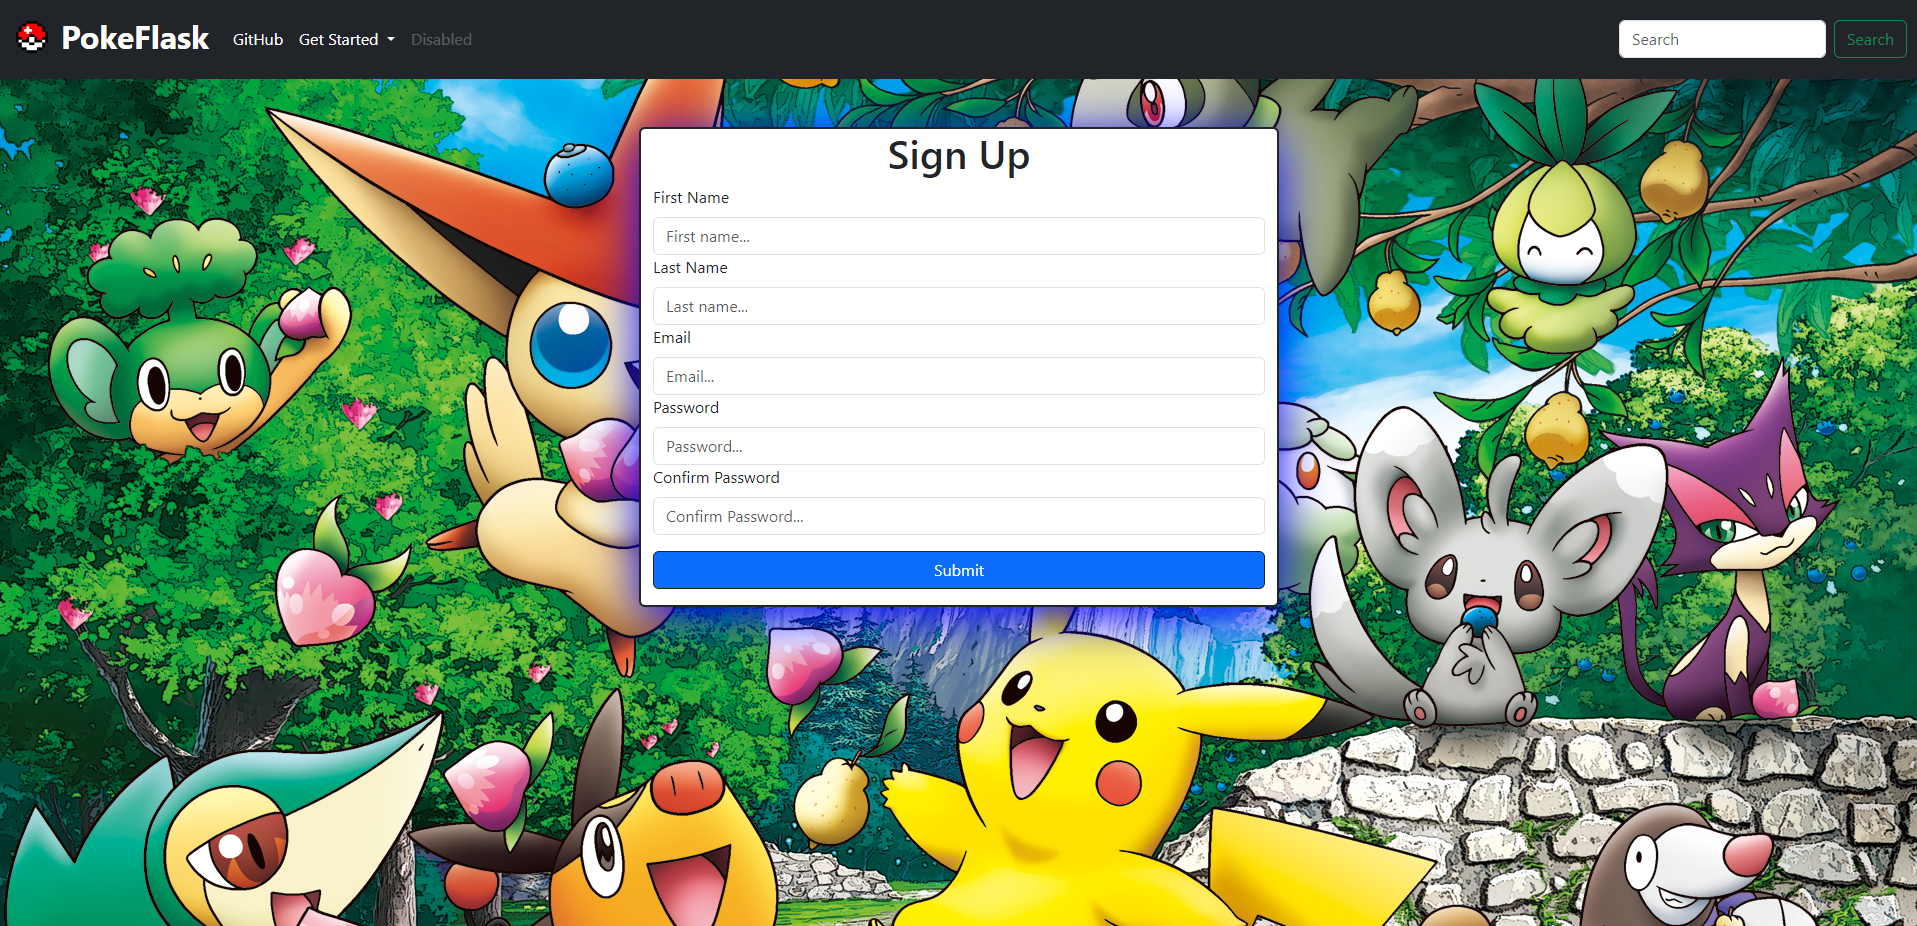 PokeFlask GitHub Get Started Disabled Search Search
Sign Up
First Name
First name...
Last Name
Last name...
Email
Email...
Password
Password...
Confirm Password
Confirm Password...
Submit